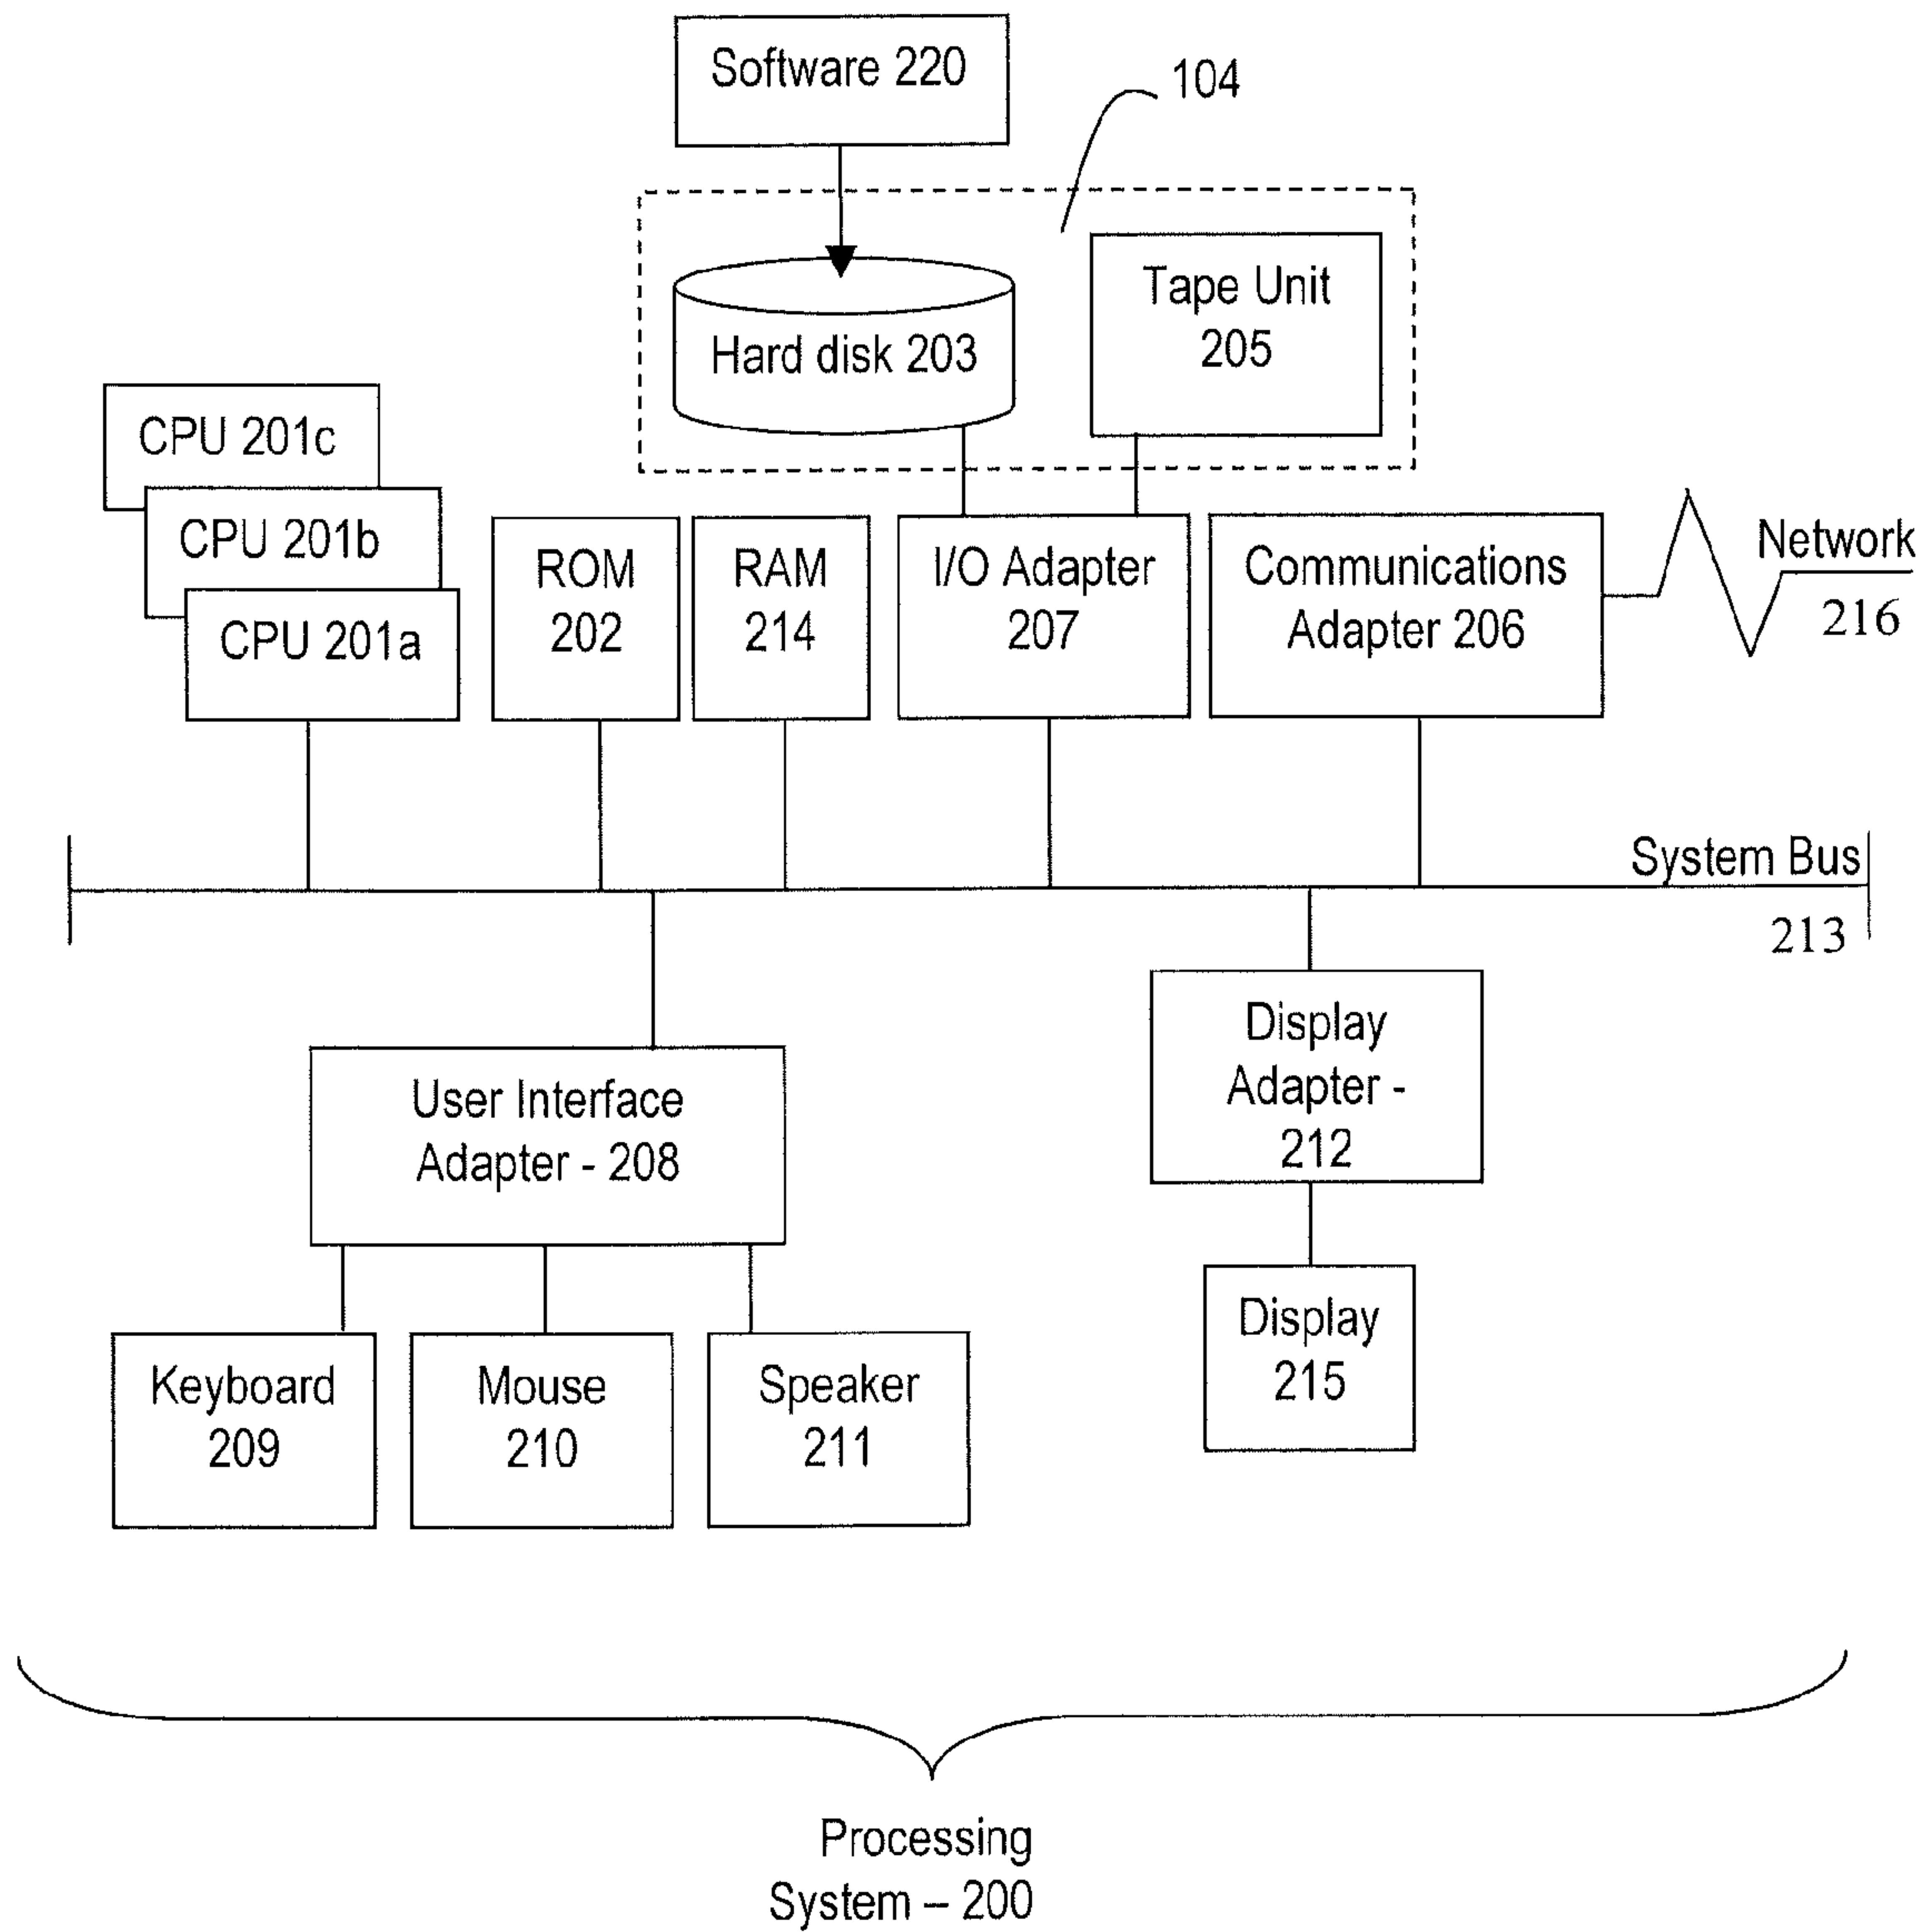 Software 220
104
Hard disk 203
Tape Unit
205
CPU 201c
CPU 201b
CPU 201a
ROM
202
RAM
214
I/O Adapter
207
Communications
Adapter 206
Network
216
System Bus
213
User Interface
Adapter - 208
Display
Adapter -
212
Keyboard
209
Mouse
210
Speaker
211
Display
215
Processing
System – 200